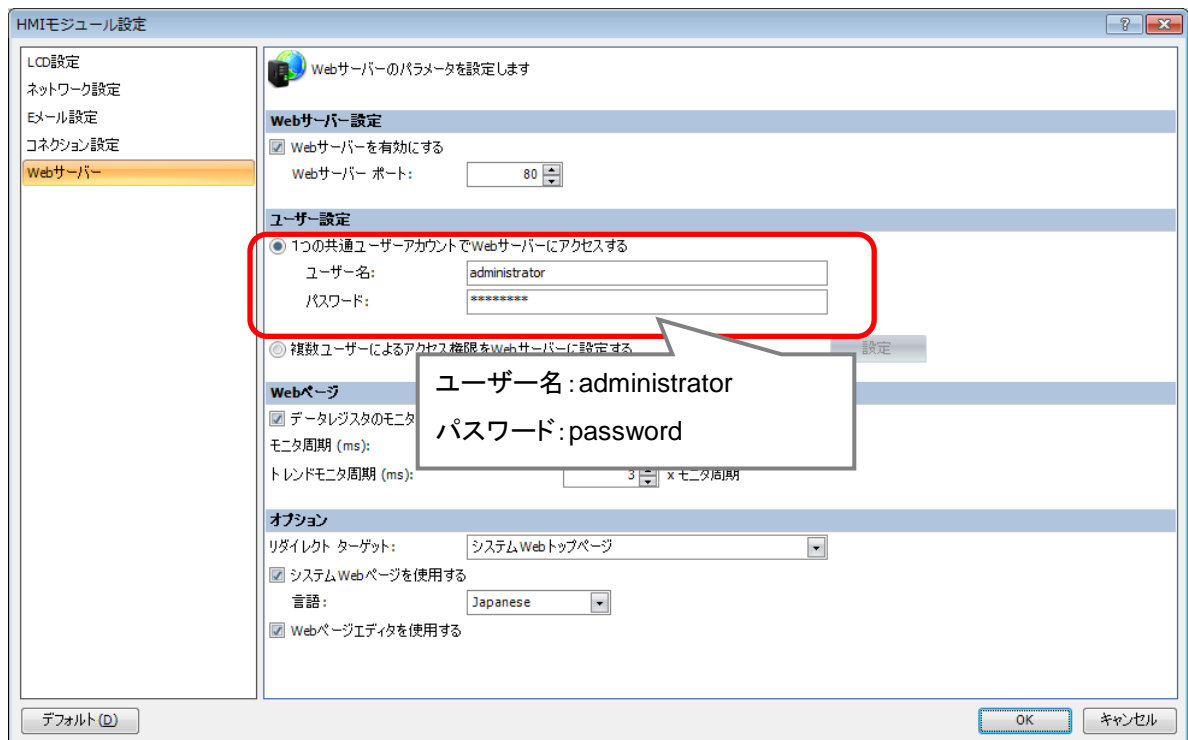 HMIモジュール設定
LCD設定
ネットワーク設定
Eメール設定
コネクション設定
Webサーバー
Webサーバーのパラメータを設定します
Webサーバー設定
Webサーバーを有効にする
Webサーバー ポート: 80
ユーザー設定
1つの共通ユーザーアカウントでWebサーバーにアクセスする
ユーザー名: administrator
パスワード: ********
複数ユーザーによるアクセス権限をWebサーバーに設定する 設定
ユーザー名:administrator
パスワード:password
Webページ
データレジスタのモニタ
モニタ周期 (ms):
トレンドモニタ周期 (ms): 3 x モニタ周期
オプション
リダイレクト ターゲット: システムWebトップページ
システムWebページを使用する
言語: Japanese
Webページエディタを使用する
デフォルト(D) OK キャンセル